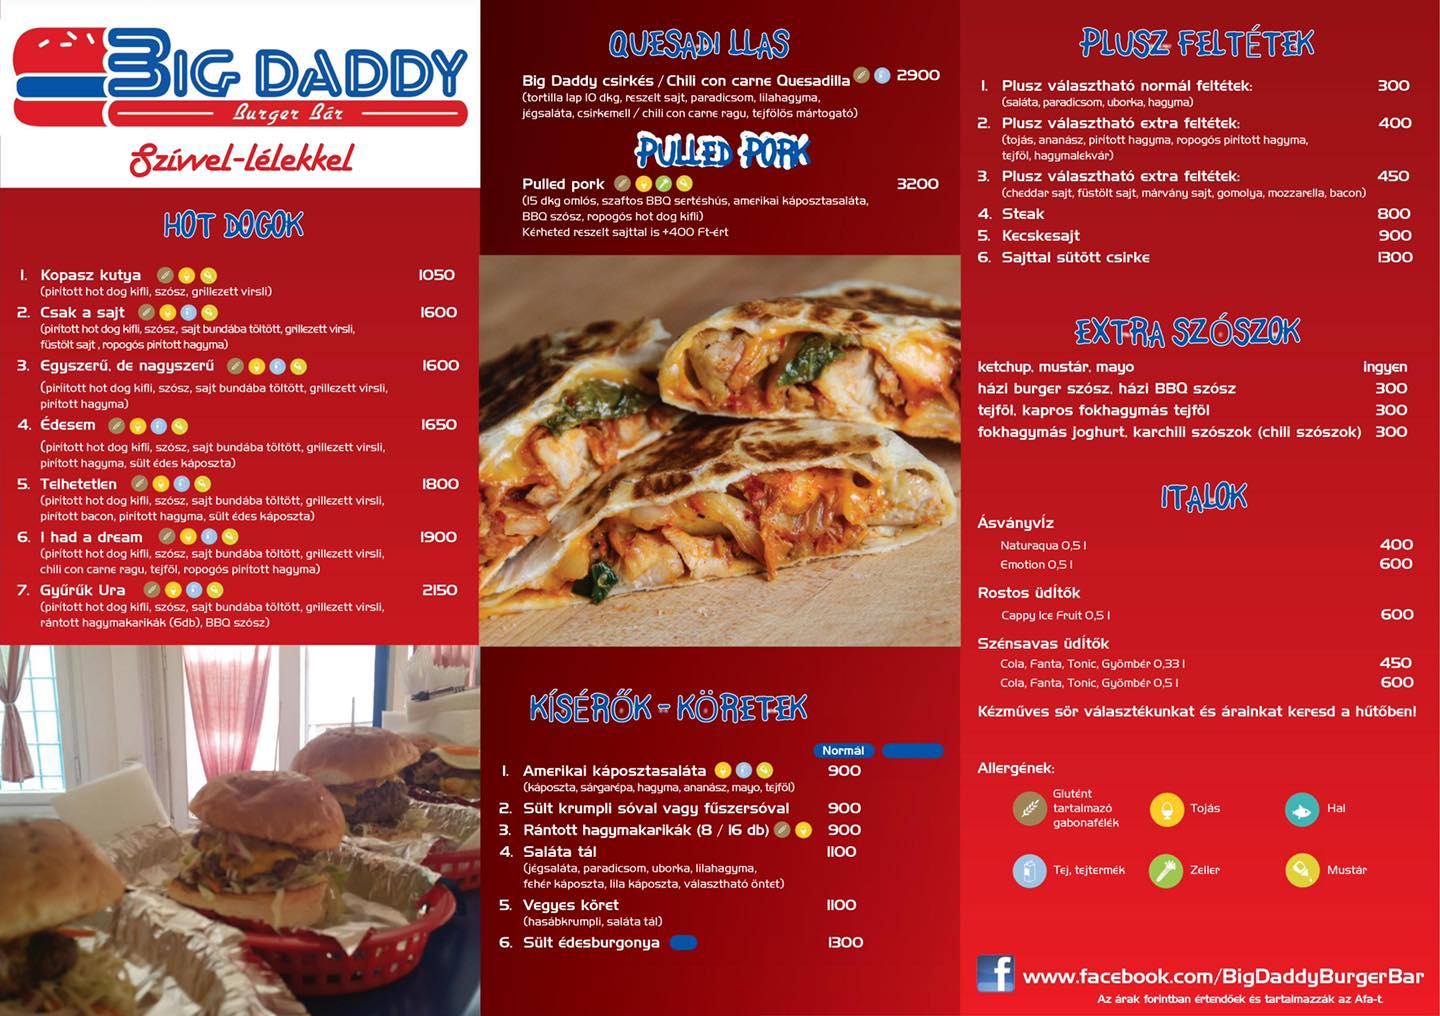 BIG DADDY
Burger Bár
Szívvel-lélekkel
HOT DOGOK
1. Kopasz kutya 1050
(pirított hot dog kifli, szósz, grillezett virsli)
2. Csak a sajt 1600
(pirított hot dog kifli, szósz, sajt bundába töltött, grillezett virsli,
füstölt sajt , ropogós pirított hagyma)
3. Egyszerű, de nagyszerű 1600
(piriított hot dog kifli, szósz, sajt bundába töltött, grillezett virsli,
pirított hagyma)
4. Édesem 1650
(pirított hot dog kifli, szósz, sajt bundába töltött, grillezett virsli,
pirított hagyma, sült édes káposzta)
5. Telhetetlen 1800
(pirított hot dog kifli, szósz, sajt bundába töltött, grillezett virsli,
pirított bacon, pirított hagyma, sült édes káposzta)
6. I had a dream 1900
(pirított hot dog kifli, szósz, sajt bundába töltött, grillezett virsli,
chili con carne ragu, tejföl, ropogós pirított hagyma)
7. Gyűrűk Ura 2150
(pirított hot dog kifli, szósz, sajt bundába töltött, grillezett virsli,
rántott hagymakarikák (6db), BBQ szósz)
QUESADILLAS
Big Daddy csirkés / Chili con carne Quesadilla 2900
(tortilla lap 10 dkg, reszelt sajt, paradicsom, lilahagyma,
jégsaláta, csirkemell / chili con carne ragu, tejfölös mártogató)
PULLED PORK
Pulled pork 3200
(15 dkg omlós, szaftos BBQ sertéshús, amerikai káposztasaláta,
BBQ szósz, ropogós hot dog kifli)
Kérheted reszelt sajttal is +400 Ft-ért
KÍSÉRŐK - KÖRETEK
Normál
1. Amerikai káposztasaláta 900
(káposzta, sárgarépa, hagyma, ananász, mayo, tejföl)
2. Sült krumpli sóval vagy fűszersóval 900
3. Rántott hagymakarikák (8 / 16 db) 900
4. Saláta tál 1100
(jégsaláta, paradicsom, uborka, lilahagyma,
fehér káposzta, lila káposzta, választható öntet)
5. Vegyes köret 1100
(hasábkrumpli, saláta tál)
6. Sült édesburgonya 1300
PLUSZ FELTÉTEK
1. Plusz választható normál feltétek: 300
(saláta, paradicsom, uborka, hagyma)
2. Plusz választható extra feltétek: 400
(tojás, ananász, pirított hagyma, ropogós pirított hagyma,
tejföl, hagymalekvár)
3. Plusz választható extra feltétek: 450
(cheddar sajt, füstölt sajt, márvány sajt, gomolya, mozzarella, bacon)
4. Steak 800
5. Kecskesajt 900
6. Sajttal sütött csirke 1300
EXTRA SZÓSZOK
ketchup, mustár, mayo ingyen
házi burger szósz, házi BBQ szósz 300
tejföl, kapros fokhagymás tejföl 300
fokhagymás joghurt, karchili szószok (chili szószok) 300
ITALOK
Ásványvíz
Naturaqua 0,5 l 400
Emotion 0,5 l 600
Rostos üdítők
Cappy Ice Fruit 0,5 l 600
Szénsavas üdítők
Cola, Fanta, Tonic, Gyömbér 0,33 l 450
Cola, Fanta, Tonic, Gyömbér 0,5 l 600
Kézműves sör választékunkat és árainkat keresd a hűtőben!
Allergének:
Glutént
tartalmazó
gabonafélék
Tojás
Hal
Tej, tejtermék
Zeller
Mustár
f www.facebook.com/BigDaddyBurgerBar
Az árak forintban értendőek és tartalmazzák az Afa-t.